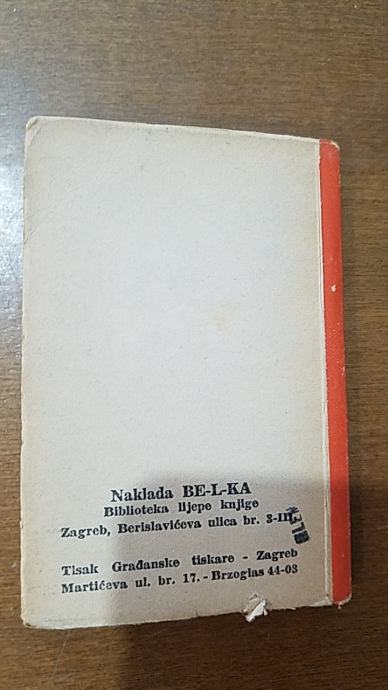 Naklada BE-L-KA
Biblioteka lijepe knjige
Zagreb, Berislavićeva ulica br. 3-II
Tisak Građanske tiskare - Zagreb
Martićeva ul. br. 17. - Brzoglas 44-03